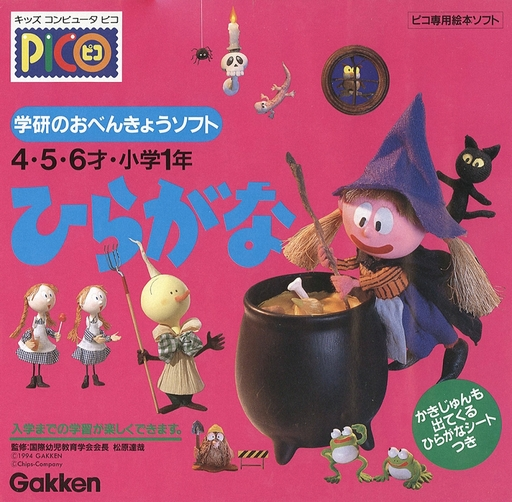 キッズ コンピュータ ピコ
PiCO ピコ
ピコ専用絵本ソフト
学研のおべんきょうソフト
4・5・6才・小学1年
ひらがな
かきじゅんも
出てくる
ひらがなシート
つき
入学までの学習が楽しくできます。
監修:国際幼児教育学会会長 松原達哉
©1994 GAKKEN
©Chips-Company
Gakken